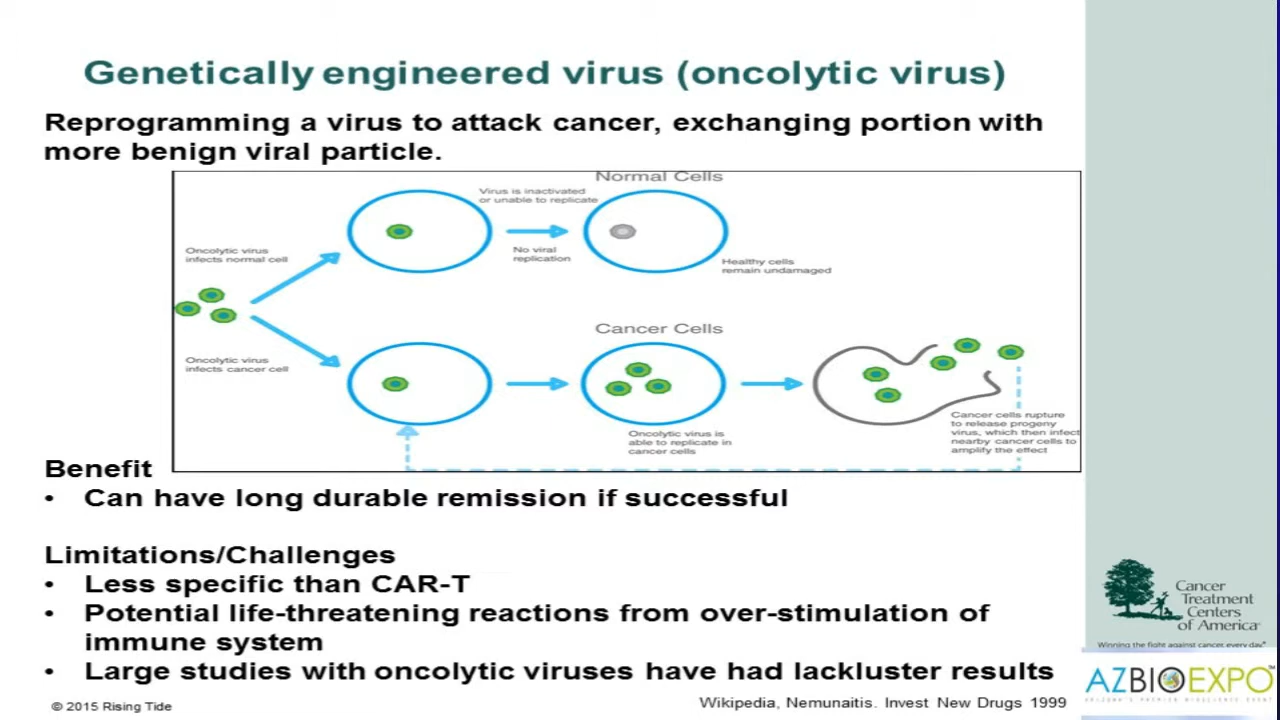 Genetically engineered virus (oncolytic virus)
Reprogramming a virus to attack cancer, exchanging portion with
more benign viral particle.
Normal Cells
Virus is inactivated
or unable to replicate
Oncolytic virus
infects normal cell
No viral
replication
Healthy cells
remain undamaged
Cancer Cells
Oncolytic virus
infects cancer cell
Oncolytic virus is
able to replicate in
cancer cells
Cancer cells rupture
to release progeny
virus, which then infect
nearby cancer cells to
amplify the effect
Benefit
• Can have long durable remission if successful
Limitations/Challenges
• Less specific than CAR-T
• Potential life-threatening reactions from over-stimulation of
immune system
• Large studies with oncolytic viruses have had lackluster results
© 2015 Rising Tide
Wikipedia, Nemunaitis. Invest New Drugs 1999
Cancer
Treatment
Centers
of America®
Winning the fight against cancer, every day®
AZBIOEXPO™